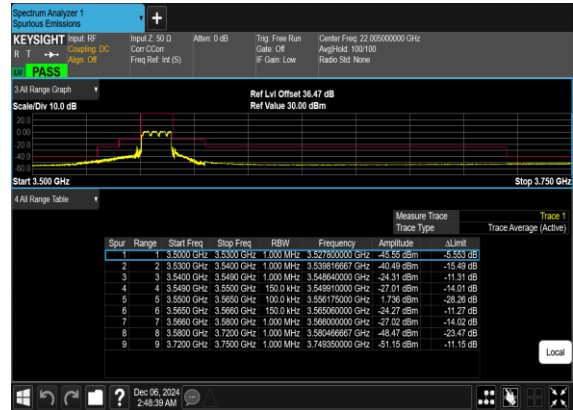 Spectrum Analyzer 1
Spurious Emissions
+
KEYSIGHT Input: RF Input Z: 50 Ω Atten: 0 dB Trig: Free Run Center Freq: 22.005000000 GHz
R T Coupling: DC Corr CCorr Gate: Off Avg|Hold: 100/100
Align: Off Freq Ref: Int (S) IF Gain: Low Radio Std: None
PASS
3 All Range Graph Ref Lvl Offset 36.47 dB
Scale/Div 10.0 dB Ref Value 30.00 dBm
20.0
0.00
-20.0
-40.0
-60.0
Start 3.500 GHz Stop 3.750 GHz
4 All Range Table
Measure Trace Trace 1
Trace Type Trace Average (Active)
Spur Range Start Freq Stop Freq RBW Frequency Amplitude ΔLimit
1 1 3.5000 GHz 3.5300 GHz 1.000 MHz 3.527800000 GHz -45.55 dBm -5.553 dB
2 2 3.5300 GHz 3.5400 GHz 1.000 MHz 3.539816667 GHz -40.49 dBm -15.49 dB
3 3 3.5400 GHz 3.5490 GHz 1.000 MHz 3.548640000 GHz -24.31 dBm -11.31 dB
4 4 3.5490 GHz 3.5500 GHz 150.0 kHz 3.549910000 GHz -27.01 dBm -14.01 dB
5 5 3.5500 GHz 3.5650 GHz 100.0 kHz 3.556175000 GHz 1.736 dBm -28.26 dB
6 6 3.5650 GHz 3.5660 GHz 150.0 kHz 3.565060000 GHz -24.27 dBm -11.27 dB
7 7 3.5660 GHz 3.5800 GHz 1.000 MHz 3.566000000 GHz -27.02 dBm -14.02 dB
8 8 3.5800 GHz 3.7200 GHz 1.000 MHz 3.580466667 GHz -48.47 dBm -23.47 dB
9 9 3.7200 GHz 3.7500 GHz 1.000 MHz 3.749350000 GHz -51.15 dBm -11.15 dB
Local
? Dec 06, 2024
2:48:39 AM